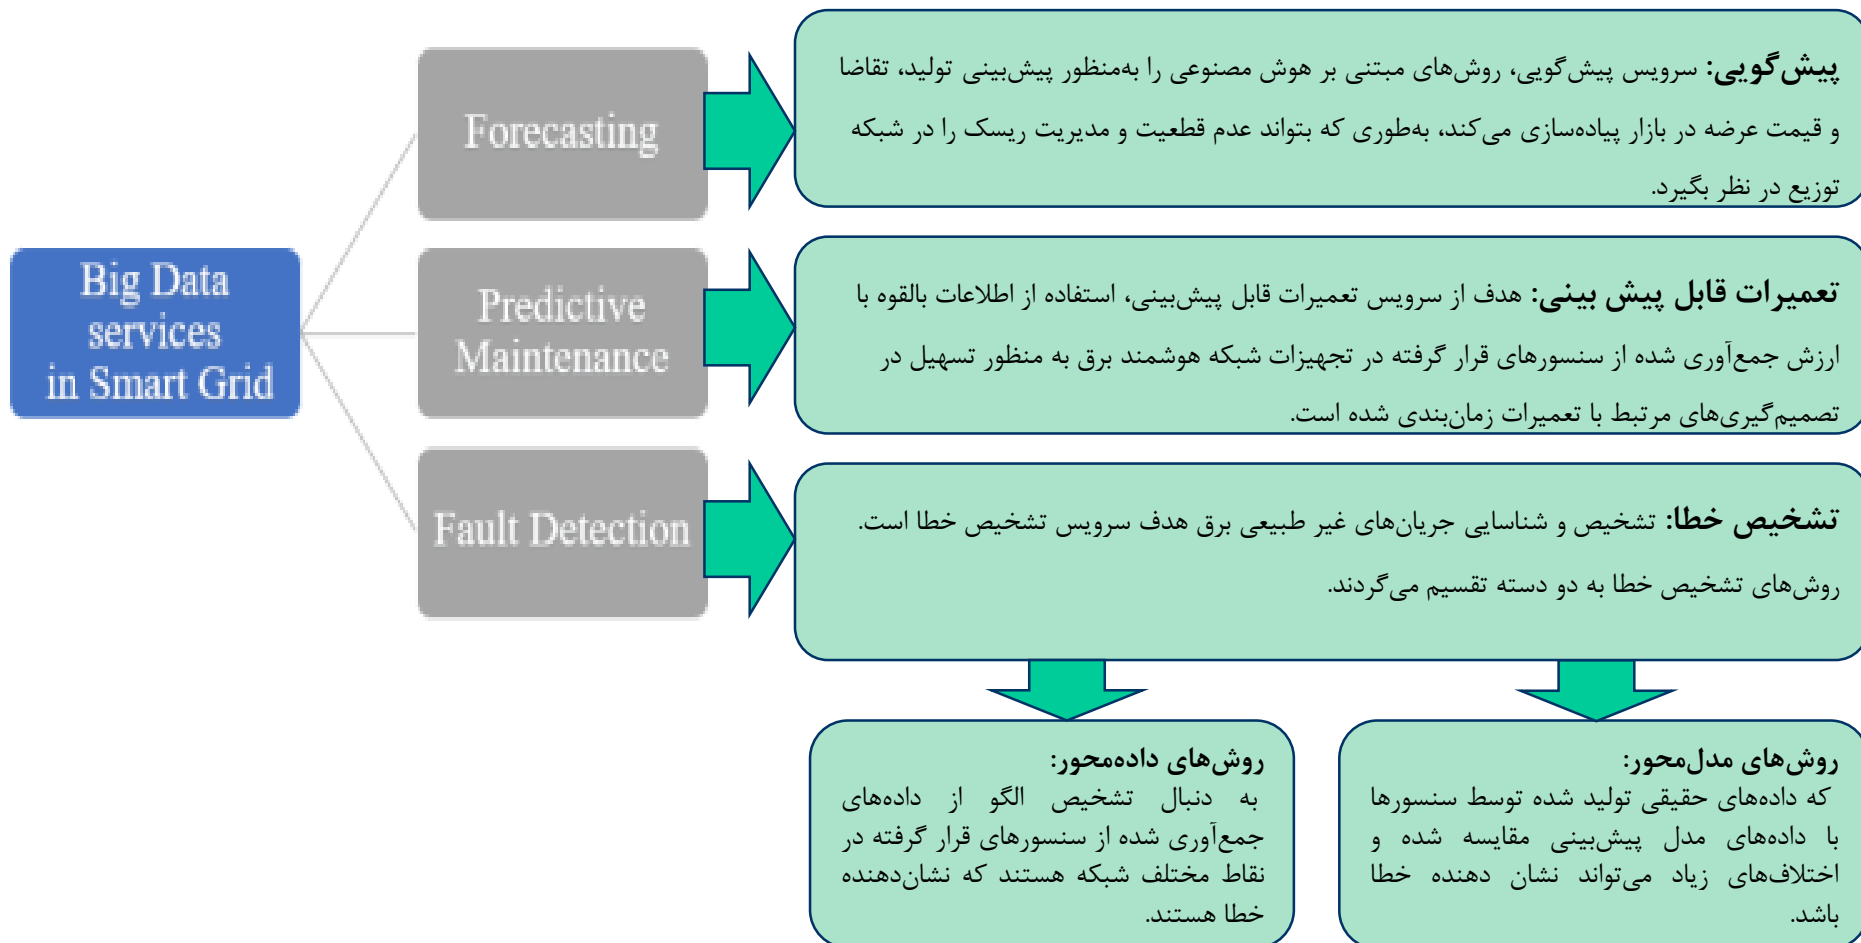 Big Data
services
in Smart Grid
Forecasting
پیش‌گویی: سرویس پیش‌گویی، روش‌های مبتنی بر هوش مصنوعی را به‌منظور پیش‌بینی تولید، تقاضا
و قیمت عرضه در بازار پیاده‌سازی می‌کند، به‌طوری که بتواند عدم قطعیت و مدیریت ریسک را در شبکه
توزیع در نظر بگیرد.
Predictive
Maintenance
تعمیرات قابل پیش بینی: هدف از سرویس تعمیرات قابل پیش‌بینی، استفاده از اطلاعات بالقوه با
ارزش جمع‌آوری شده از سنسورهای قرار گرفته در تجهیزات شبکه هوشمند برق به منظور تسهیل در
تصمیم‌گیری‌های مرتبط با تعمیرات زمان‌بندی شده است.
Fault Detection
تشخیص خطا: تشخیص و شناسایی جریان‌های غیر طبیعی برق هدف سرویس تشخیص خطا است.
روش‌های تشخیص خطا به دو دسته تقسیم می‌گردند.
روش‌های مدل‌محور:
که داده‌های حقیقی تولید شده توسط سنسورها
با داده‌های مدل پیش‌بینی مقایسه شده و
اختلاف‌های زیاد می‌تواند نشان دهنده خطا
باشد.
روش‌های داده‌محور:
به دنبال تشخیص الگو از داده‌های
جمع‌آوری شده از سنسورهای قرار گرفته در
نقاط مختلف شبکه هستند که نشان‌دهنده
خطا هستند.